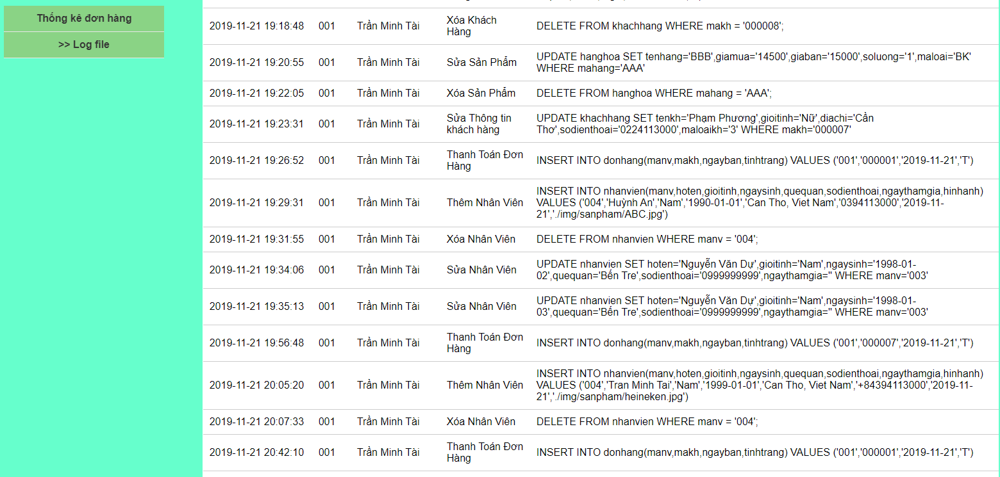 Thống kê đơn hàng
>> Log file
2019-11-21 19:18:48 001 Trần Minh Tài Xóa Khách Hàng DELETE FROM khachhang WHERE makh = '000008';
2019-11-21 19:20:55 001 Trần Minh Tài Sửa Sản Phẩm UPDATE hanghoa SET tenhang='BBB',giamua='14500',giaban='15000',soluong='1',maloai='BK'
WHERE mahang='AAA'
2019-11-21 19:22:05 001 Trần Minh Tài Xóa Sản Phẩm DELETE FROM hanghoa WHERE mahang = 'AAA';
2019-11-21 19:23:31 001 Trần Minh Tài Sửa Thông tin khách hàng UPDATE khachhang SET tenkh='Phạm Phương',gioitinh='Nữ',diachi='Cần
Thơ',sodienthoai='0224113000',maloaikh='3' WHERE makh='000007'
2019-11-21 19:26:52 001 Trần Minh Tài Thanh Toán Đơn Hàng INSERT INTO donhang(manv,makh,ngayban,tinhtrang) VALUES ('001','000001','2019-11-21','T')
2019-11-21 19:29:31 001 Trần Minh Tài Thêm Nhân Viên INSERT INTO nhanvien(manv,hoten,gioitinh,ngaysinh,quequan,sodienthoai,ngaythamgia,hinhanh)
VALUES ('004','Huỳnh An','Nam','1990-01-01','Can Tho, Viet Nam','0394113000','2019-11-
21','./img/sanpham/ABC.jpg')
2019-11-21 19:31:55 001 Trần Minh Tài Xóa Nhân Viên DELETE FROM nhanvien WHERE manv = '004';
2019-11-21 19:34:06 001 Trần Minh Tài Sửa Nhân Viên UPDATE nhanvien SET hoten='Nguyễn Văn Dự',gioitinh='Nam',ngaysinh='1998-01-
02',quequan='Bến Tre',sodienthoai='0999999999',ngaythamgia='' WHERE manv='003'
2019-11-21 19:35:13 001 Trần Minh Tài Sửa Nhân Viên UPDATE nhanvien SET hoten='Nguyễn Văn Dư',gioitinh='Nam',ngaysinh='1998-01-
03',quequan='Bến Tre',sodienthoai='0999999999',ngaythamgia='' WHERE manv='003'
2019-11-21 19:56:48 001 Trần Minh Tài Thanh Toán Đơn Hàng INSERT INTO donhang(manv,makh,ngayban,tinhtrang) VALUES ('001','000007','2019-11-21','T')
2019-11-21 20:05:20 001 Trần Minh Tài Thêm Nhân Viên INSERT INTO nhanvien(manv,hoten,gioitinh,ngaysinh,quequan,sodienthoai,ngaythamgia,hinhanh)
VALUES ('004','Tran Minh Tai','Nam','1999-01-01','Can Tho, Viet Nam','+84394113000','2019-11-
21','./img/sanpham/heineken.jpg')
2019-11-21 20:07:33 001 Trần Minh Tài Xóa Nhân Viên DELETE FROM nhanvien WHERE manv = '004';
2019-11-21 20:42:10 001 Trần Minh Tài Thanh Toán Đơn Hàng INSERT INTO donhang(manv,makh,ngayban,tinhtrang) VALUES ('001','000001','2019-11-21','T')